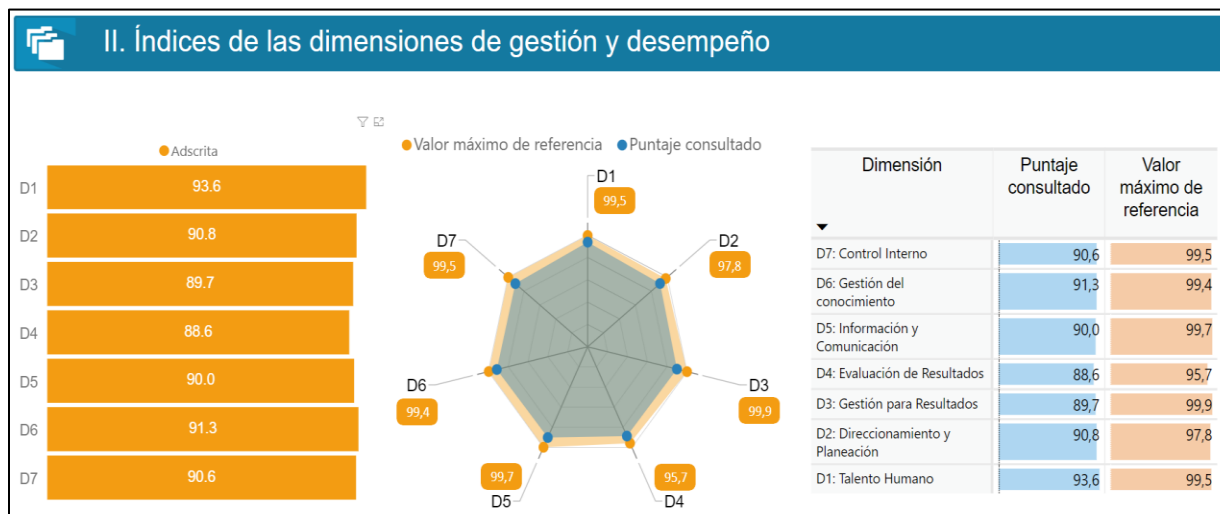 II. Índices de las dimensiones de gestión y desempeño
Adscrita
D1 93.6
D2 90.8
D3 89.7
D4 88.6
D5 90.0
D6 91.3
D7 90.6
Valor máximo de referencia Puntaje consultado
D1
99,5
D2
97,8
D3
99,9
D4
95,7
D5
99,7
D6
99,4
D7
99,5
Dimensión Puntaje Valor
consultado máximo de
referencia
D7: Control Interno 90,6 99,5
D6: Gestión del 91,3 99,4
conocimiento
D5: Información y 90,0 99,7
Comunicación
D4: Evaluación de Resultados 88,6 95,7
D3: Gestión para Resultados 89,7 99,9
D2: Direccionamiento y 90,8 97,8
Planeación
D1: Talento Humano 93,6 99,5